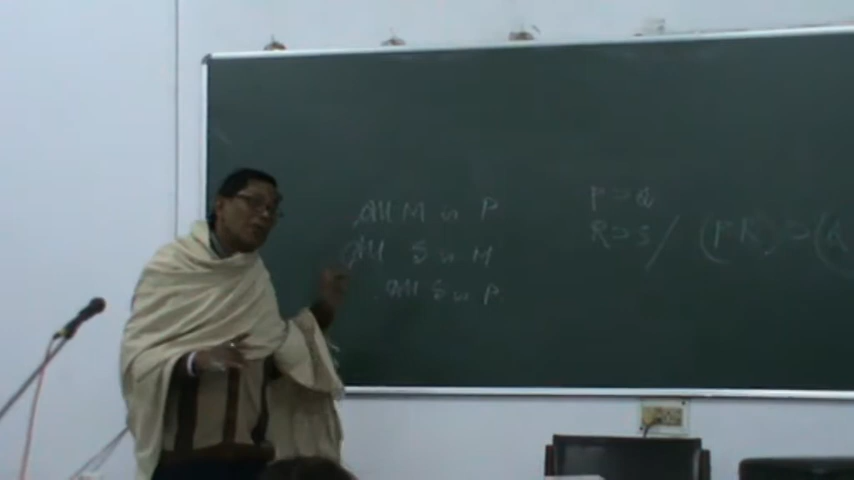 All M is P
All S is M
All S is P
P ⊃ Q
R ⊃ S / (P R) ⊃ (Q